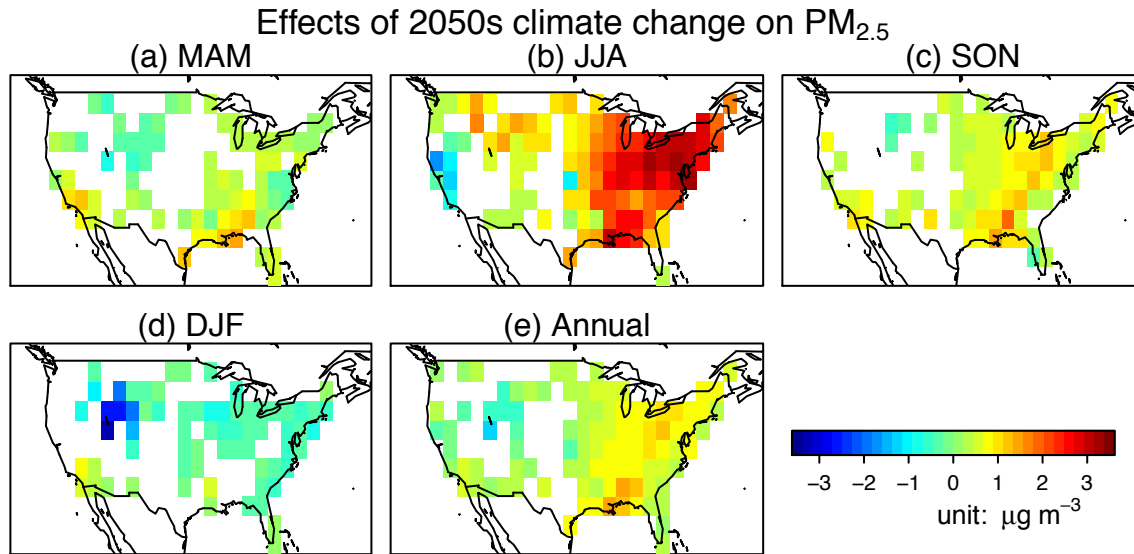 Effects of 2050s climate change on PM₂.₅
(a) MAM
(b) JJA
(c) SON
(d) DJF
(e) Annual
−3 −2 −1 0 1 2 3
unit: μg m⁻³